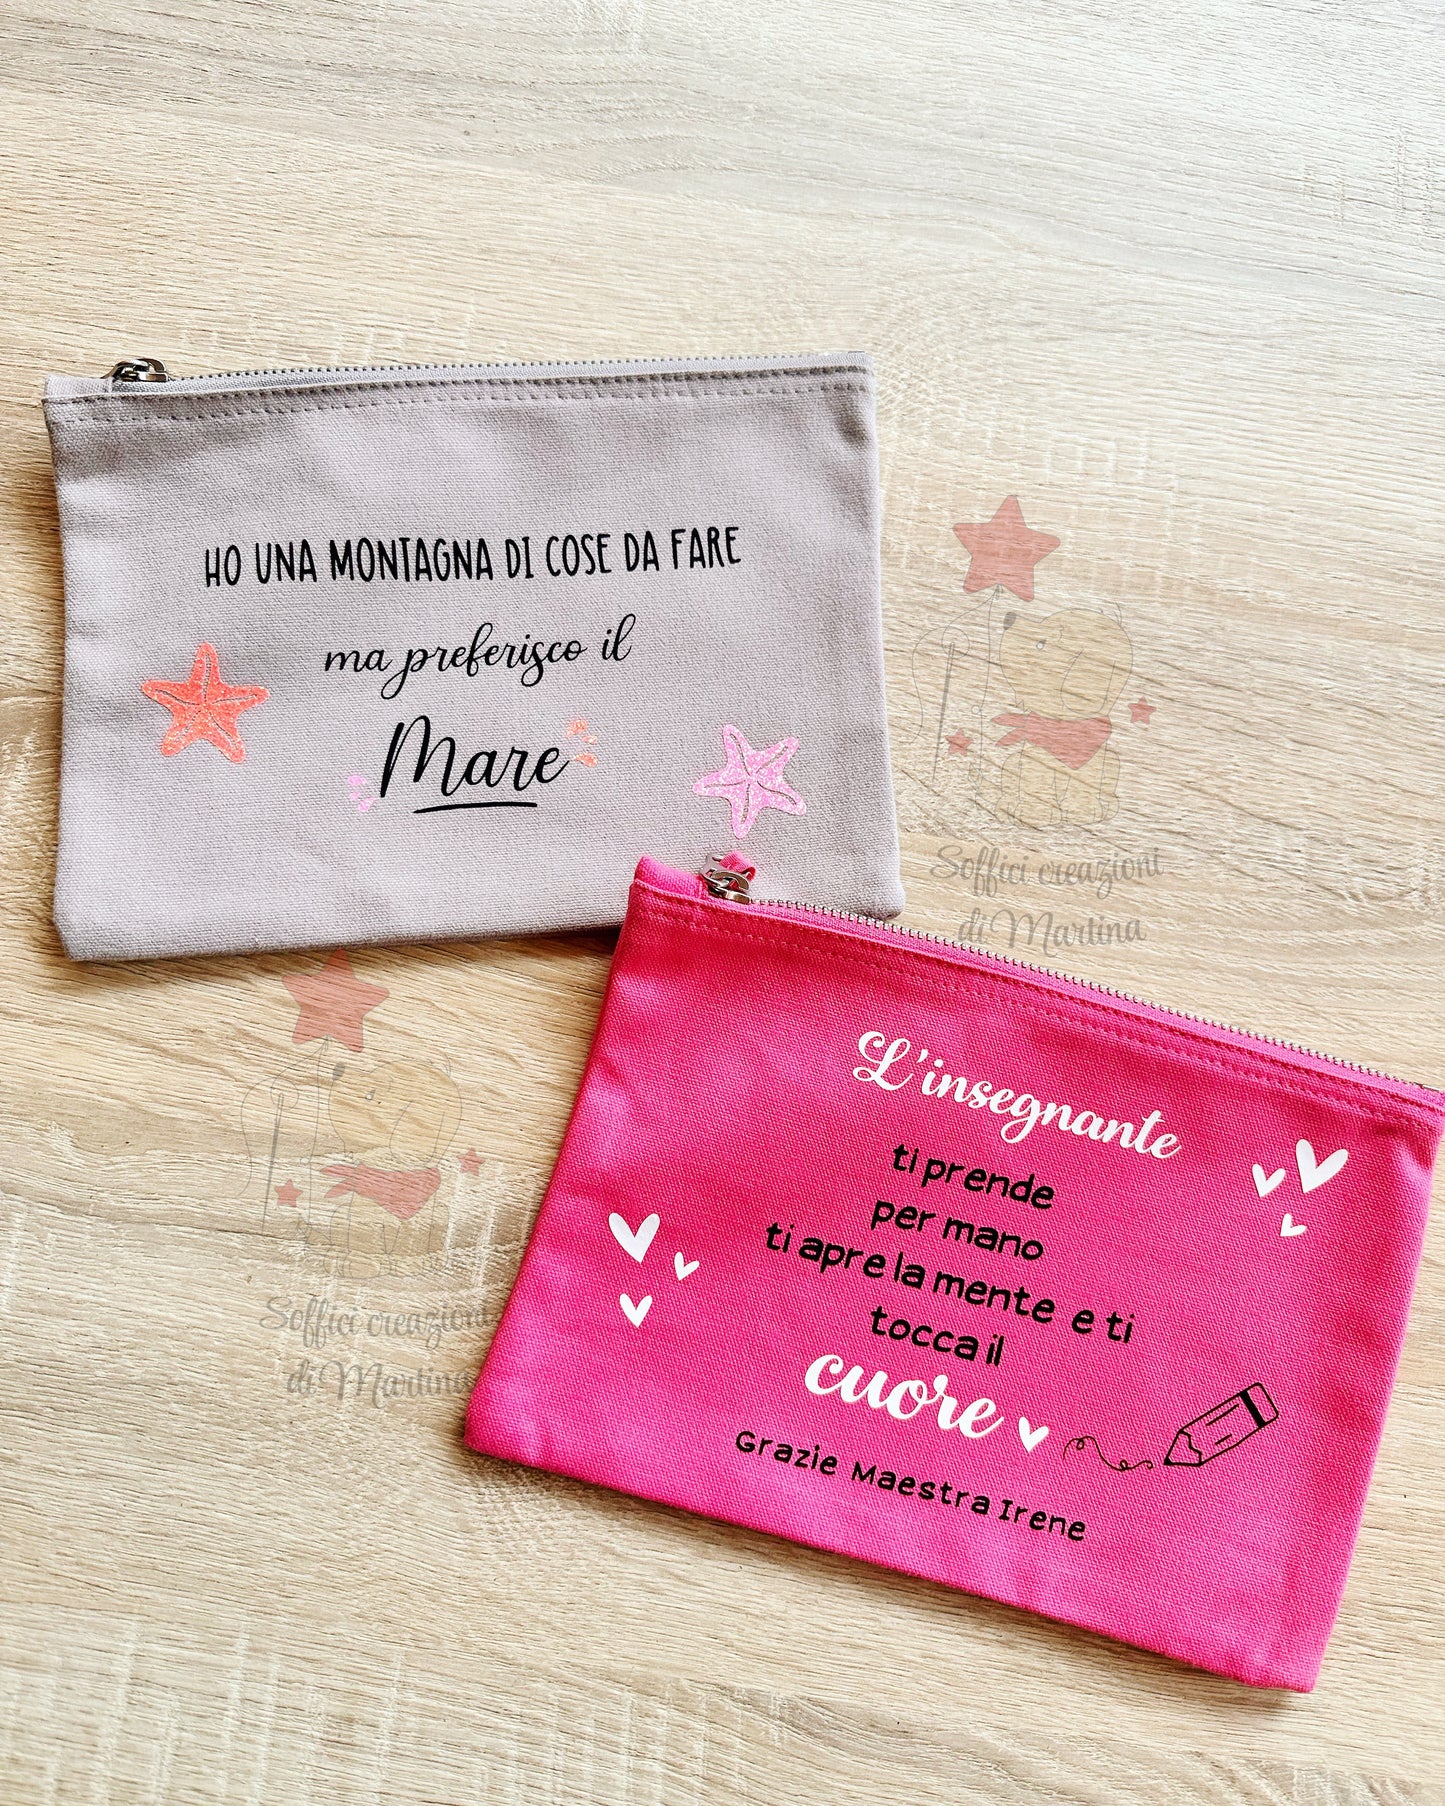 HO UNA MONTAGNA DI COSE DA FARE
ma preferisco il
Mare
Soffici creazioni
di Martina
L'insegnante
ti prende
per mano
ti apre la mente e ti
tocca il
cuore
Grazie Maestra Irene
Soffici creazioni
di Martina